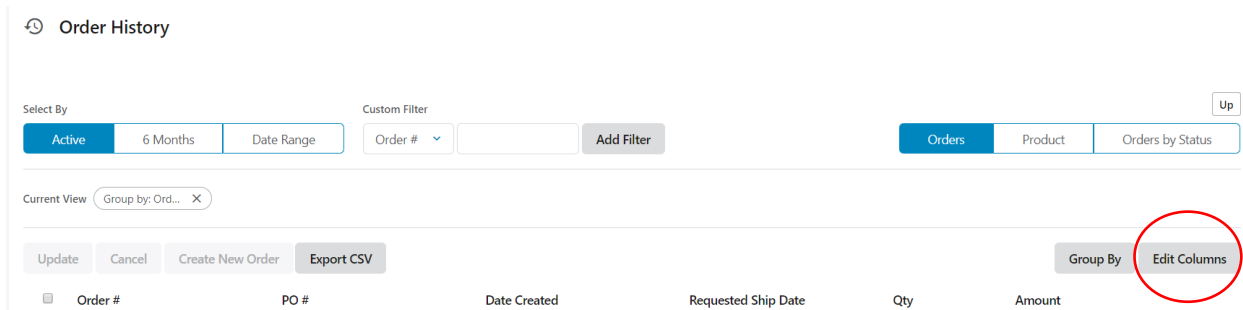 Order History
Select By
Custom Filter
Up
Active 6 Months Date Range Order # Add Filter Orders Product Orders by Status
Current View Group by: Ord...
Update Cancel Create New Order Export CSV Group By Edit Columns
Order # PO # Date Created Requested Ship Date Qty Amount